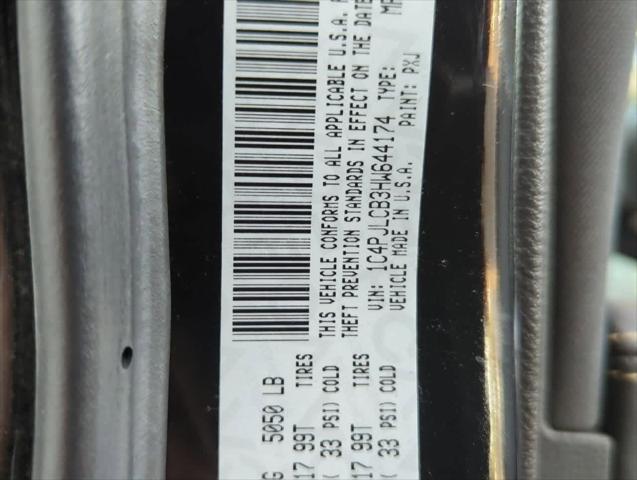 G 5050 LB
17 99T TIRES
( 33 PSI) COLD
17 99T TIRES
( 33 PSI) COLD
THIS VEHICLE CONFORMS TO ALL APPLICABLE U.S.A.
THEFT PREVENTION STANDARDS IN EFFECT ON THE DATE
VIN: 1C4PJLCB3HW644174 TYPE:
VEHICLE MADE IN U.S.A. PAINT: PXJ